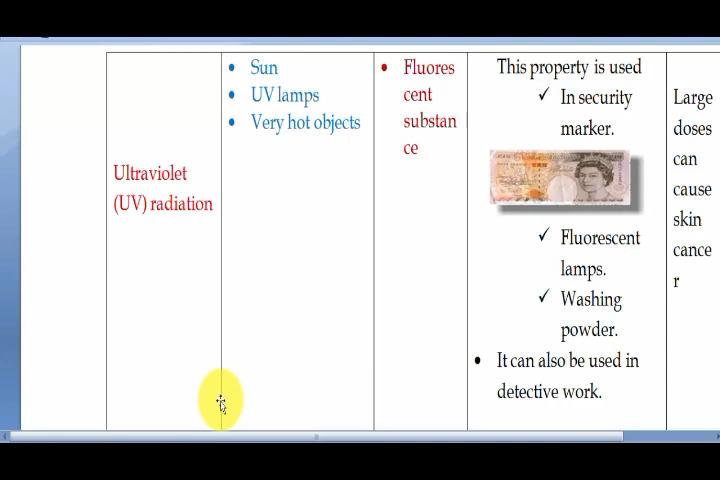 Ultraviolet
(UV) radiation
Sun
UV lamps
Very hot objects
Fluores
cent
substan
ce
This property is used
In security
marker.
Fluorescent
lamps.
Washing
powder.
It can also be used in
detective work.
Large
doses
can
cause
skin
cance
r